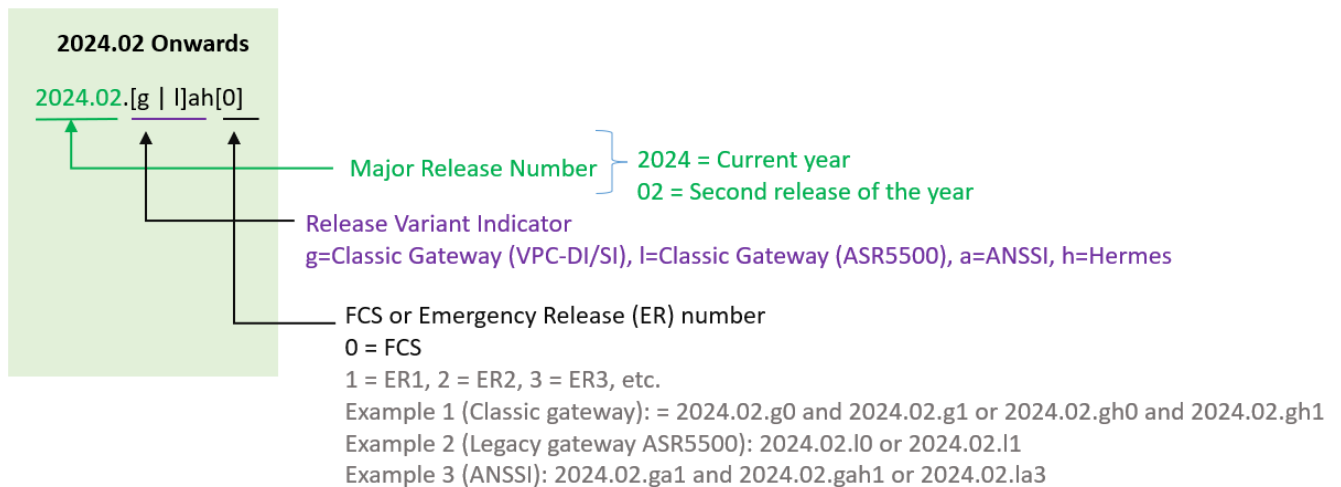 2024.02 Onwards
2024.02.[g | l]ah[0]
Major Release Number
2024 = Current year
02 = Second release of the year
Release Variant Indicator
g=Classic Gateway (VPC-DI/SI), l=Classic Gateway (ASR5500), a=ANSSI, h=Hermes
FCS or Emergency Release (ER) number
0 = FCS
1 = ER1, 2 = ER2, 3 = ER3, etc.
Example 1 (Classic gateway): = 2024.02.g0 and 2024.02.g1 or 2024.02.gh0 and 2024.02.gh1
Example 2 (Legacy gateway ASR5500): 2024.02.l0 or 2024.02.l1
Example 3 (ANSSI): 2024.02.ga1 and 2024.02.gah1 or 2024.02.la3